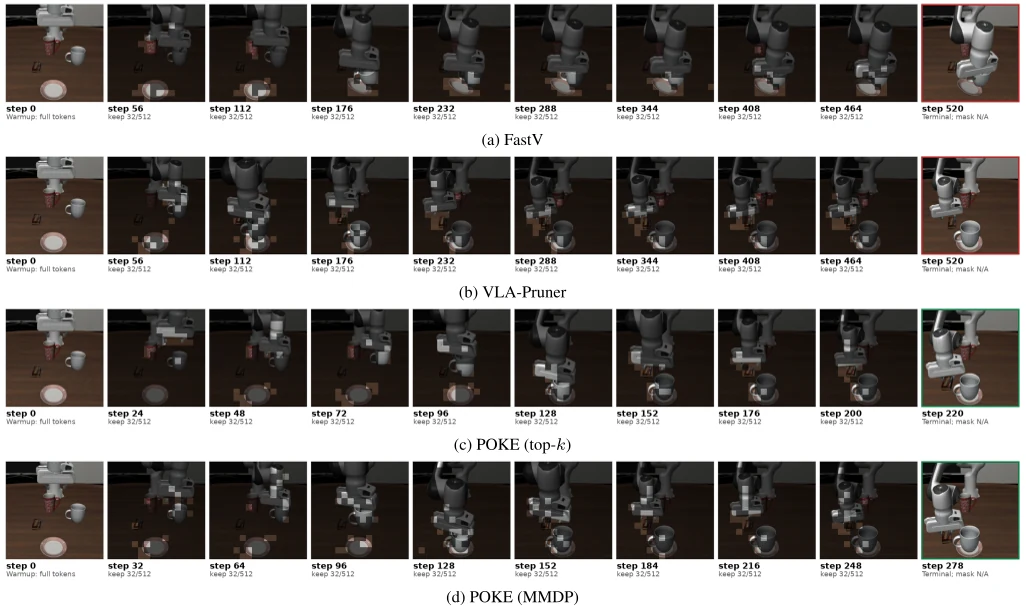 step 0 step 56 step 112 step 176 step 232 step 288 step 344 step 408 step 464 step 520
Warmup: full tokens keep 32/512 keep 32/512 keep 32/512 keep 32/512 keep 32/512 keep 32/512 keep 32/512 keep 32/512 Terminal; mask N/A
(a) FastV
step 0 step 56 step 112 step 176 step 232 step 288 step 344 step 408 step 464 step 520
Warmup: full tokens keep 32/512 keep 32/512 keep 32/512 keep 32/512 keep 32/512 keep 32/512 keep 32/512 keep 32/512 Terminal; mask N/A
(b) VLA-Pruner
step 0 step 24 step 48 step 72 step 96 step 128 step 152 step 176 step 200 step 220
Warmup: full tokens keep 32/512 keep 32/512 keep 32/512 keep 32/512 keep 32/512 keep 32/512 keep 32/512 keep 32/512 Terminal; mask N/A
(c) POKE (top-k)
step 0 step 32 step 64 step 96 step 128 step 152 step 184 step 216 step 248 step 278
Warmup: full tokens keep 32/512 keep 32/512 keep 32/512 keep 32/512 keep 32/512 keep 32/512 keep 32/512 keep 32/512 Terminal; mask N/A
(d) POKE (MMDP)